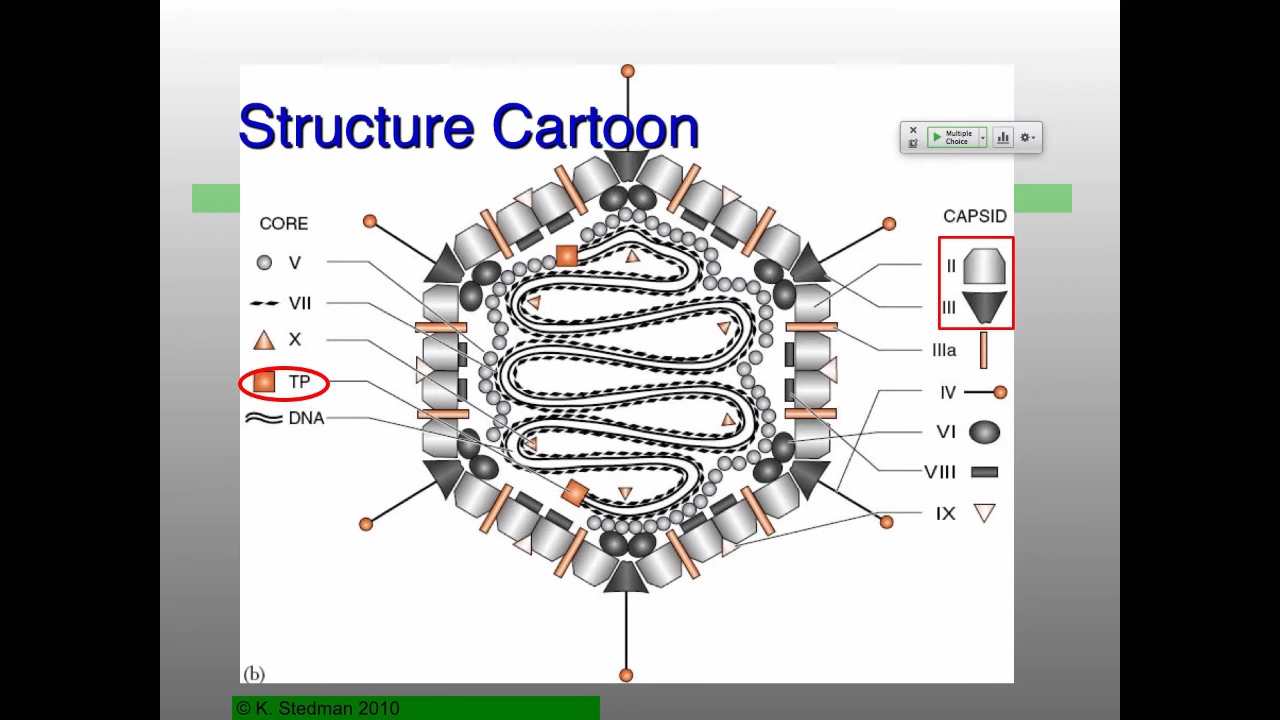 Structure Cartoon
Multiple
Choice
CORE
V
VII
X
TP
DNA
CAPSID
II
III
IIIa
IV
VI
VIII
IX
(b)
© K. Stedman 2010